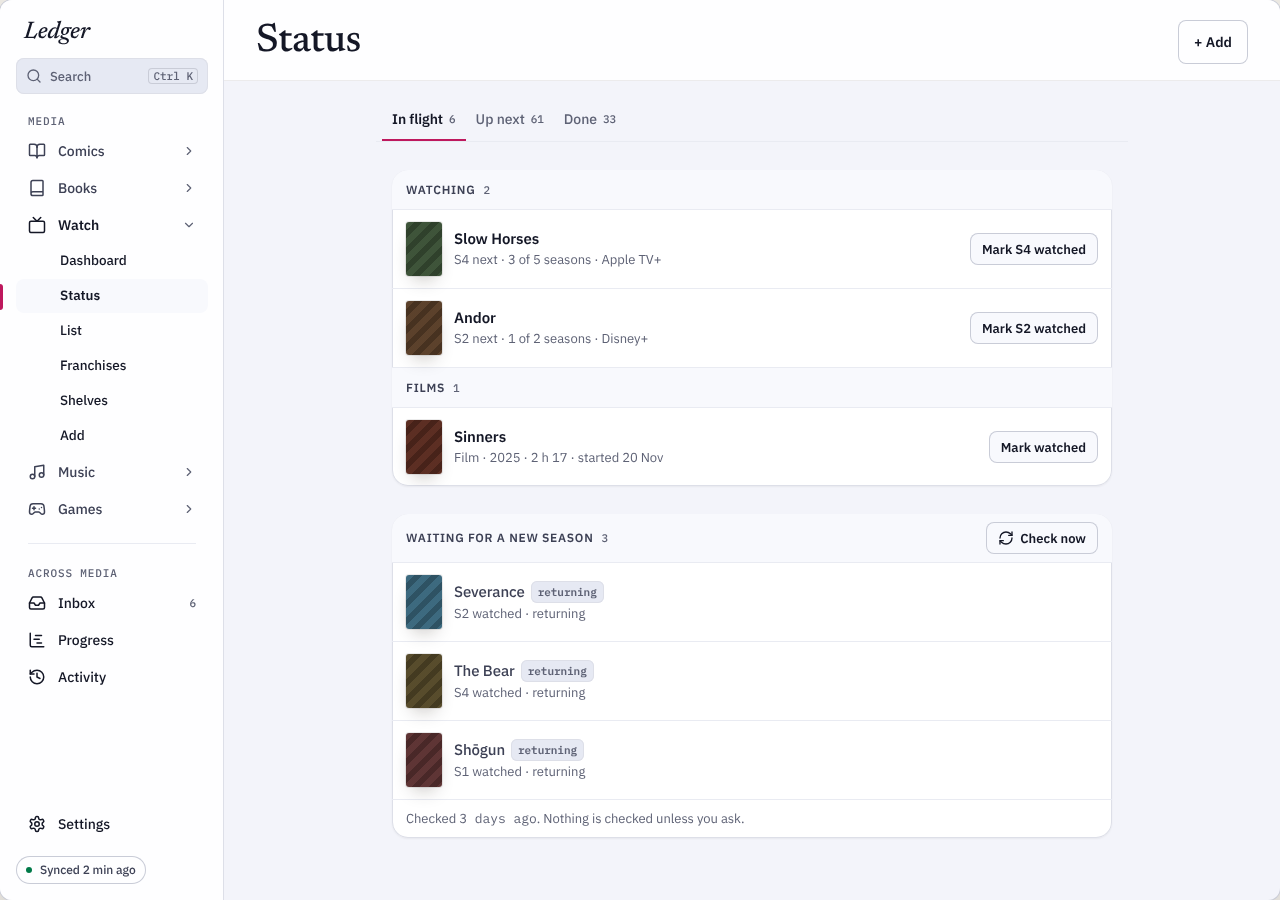 Ledger
Search Ctrl K
MEDIA
Comics
Books
Watch
Dashboard
Status
List
Franchises
Shelves
Add
Music
Games
ACROSS MEDIA
Inbox 6
Progress
Activity
Settings
Synced 2 min ago
Status
+ Add
In flight 6 Up next 61 Done 33
WATCHING 2
Slow Horses
S4 next · 3 of 5 seasons · Apple TV+
Mark S4 watched
Andor
S2 next · 1 of 2 seasons · Disney+
Mark S2 watched
FILMS 1
Sinners
Film · 2025 · 2 h 17 · started 20 Nov
Mark watched
WAITING FOR A NEW SEASON 3
Check now
Severance returning
S2 watched · returning
The Bear returning
S4 watched · returning
Shōgun returning
S1 watched · returning
Checked 3 days ago. Nothing is checked unless you ask.